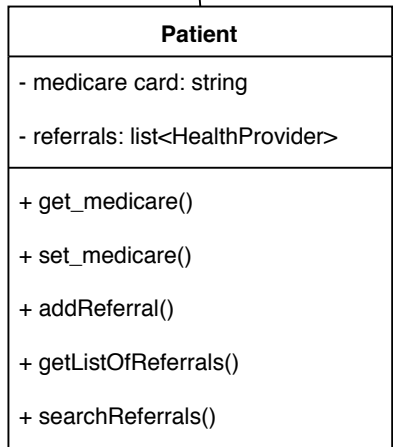 Patient
- medicare card: string
- referrals: list<HealthProvider>
+ get_medicare()
+ set_medicare()
+ addReferral()
+ getListOfReferrals()
+ searchReferrals()